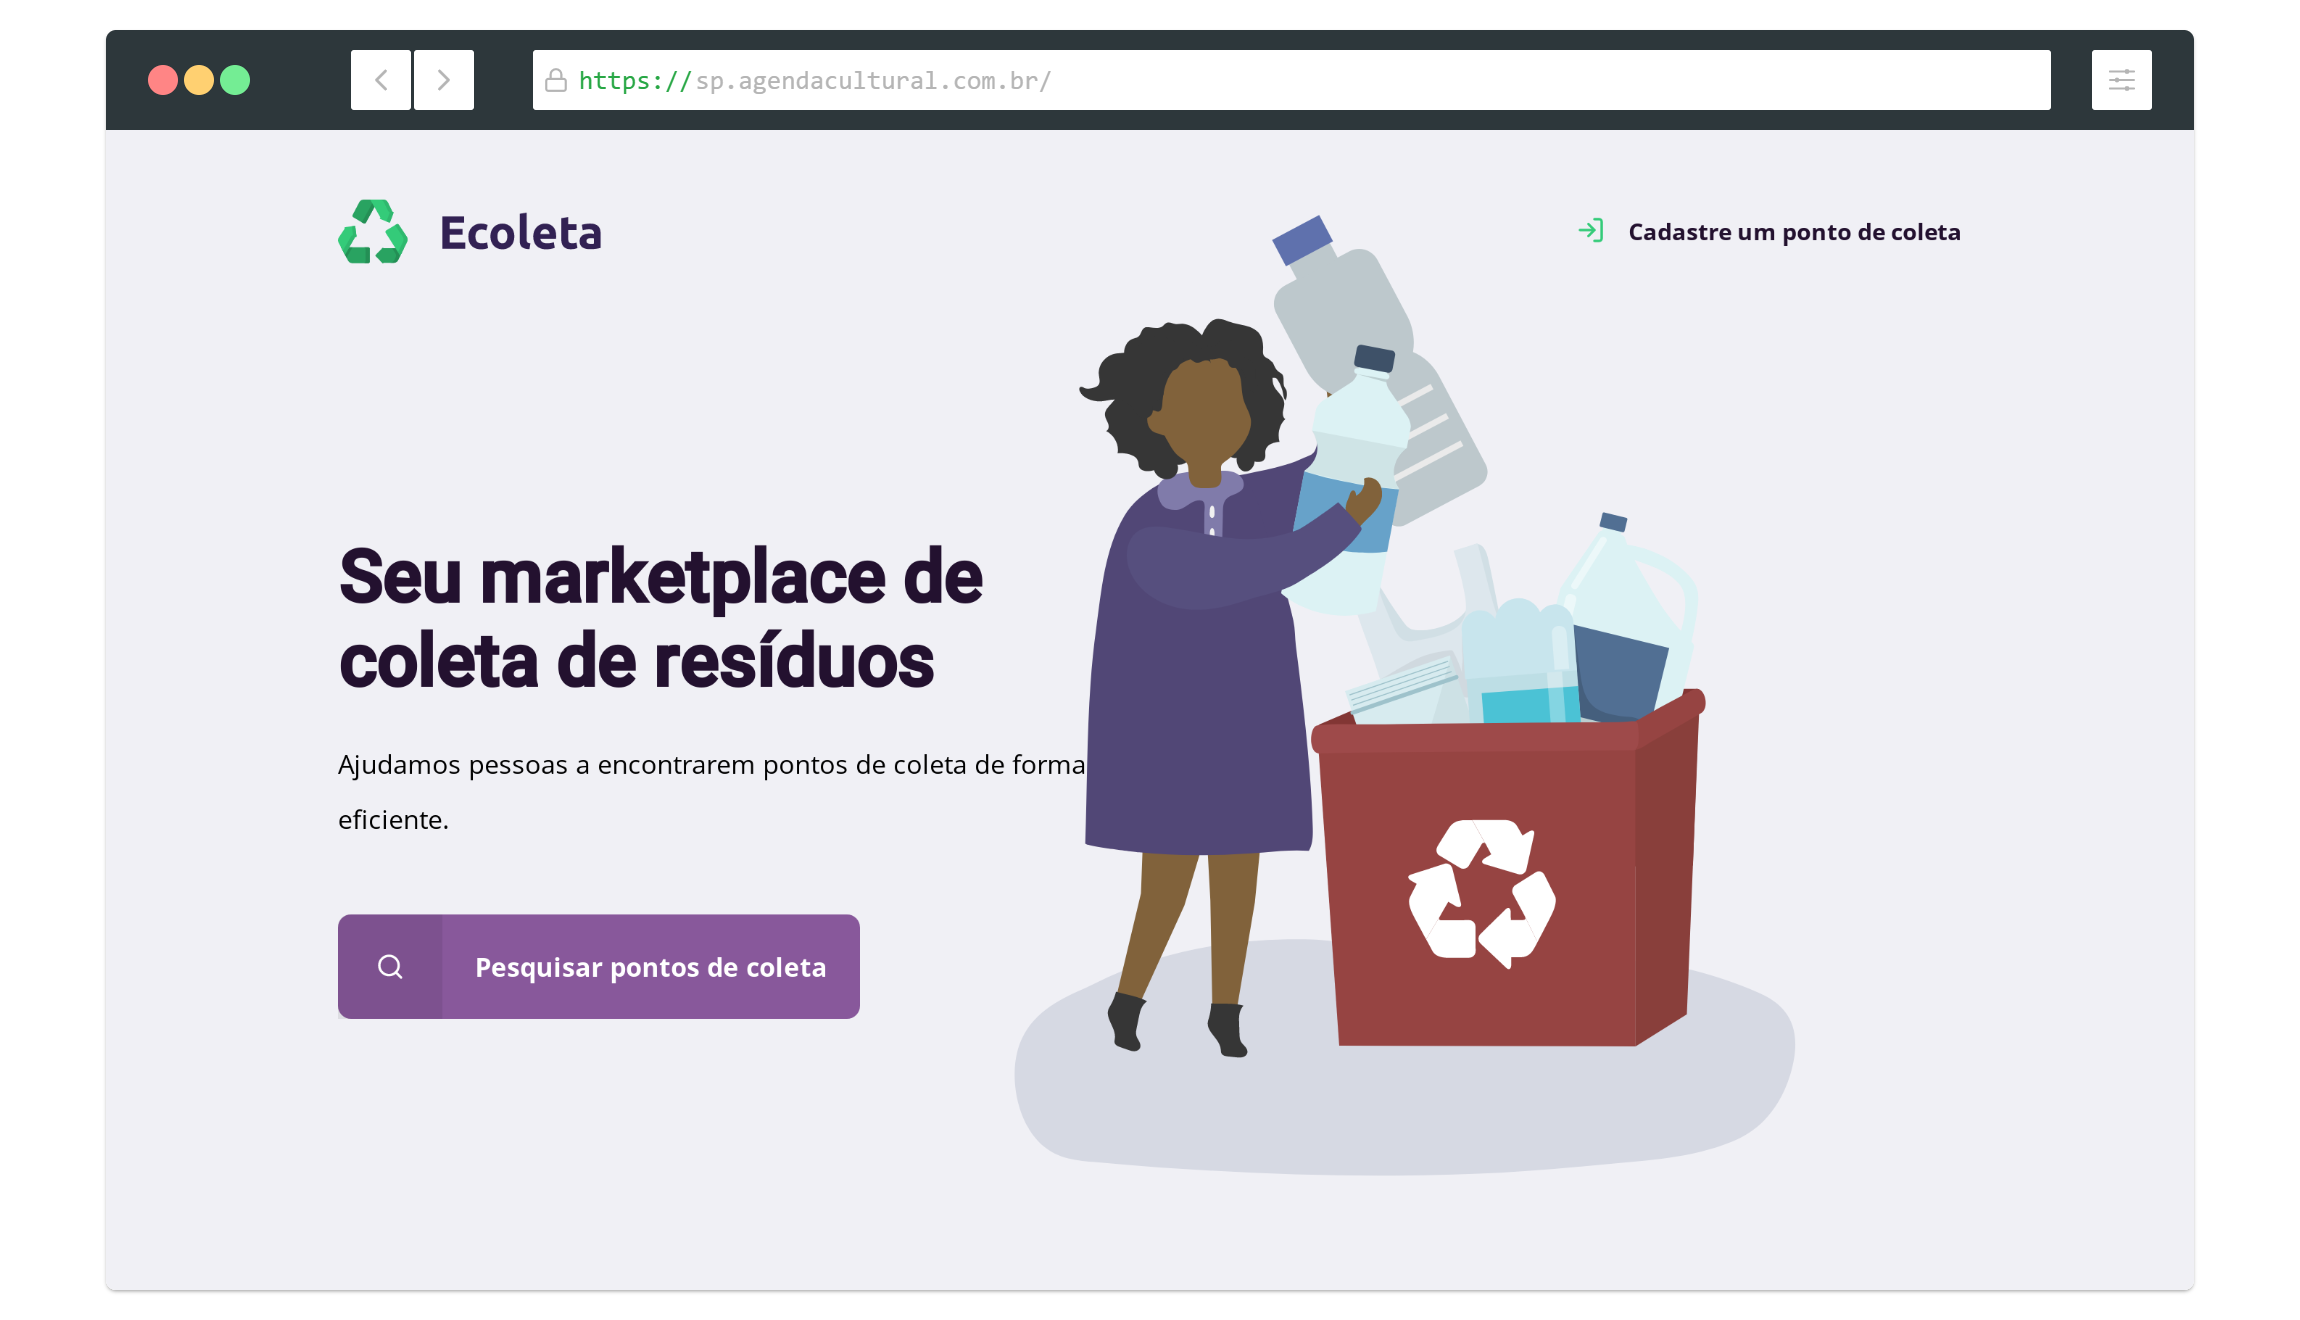 https://sp.agendacultural.com.br/
Ecoleta
Cadastre um ponto de coleta
Seu marketplace de
coleta de resíduos
Ajudamos pessoas a encontrarem pontos de coleta de forma
eficiente.
Pesquisar pontos de coleta